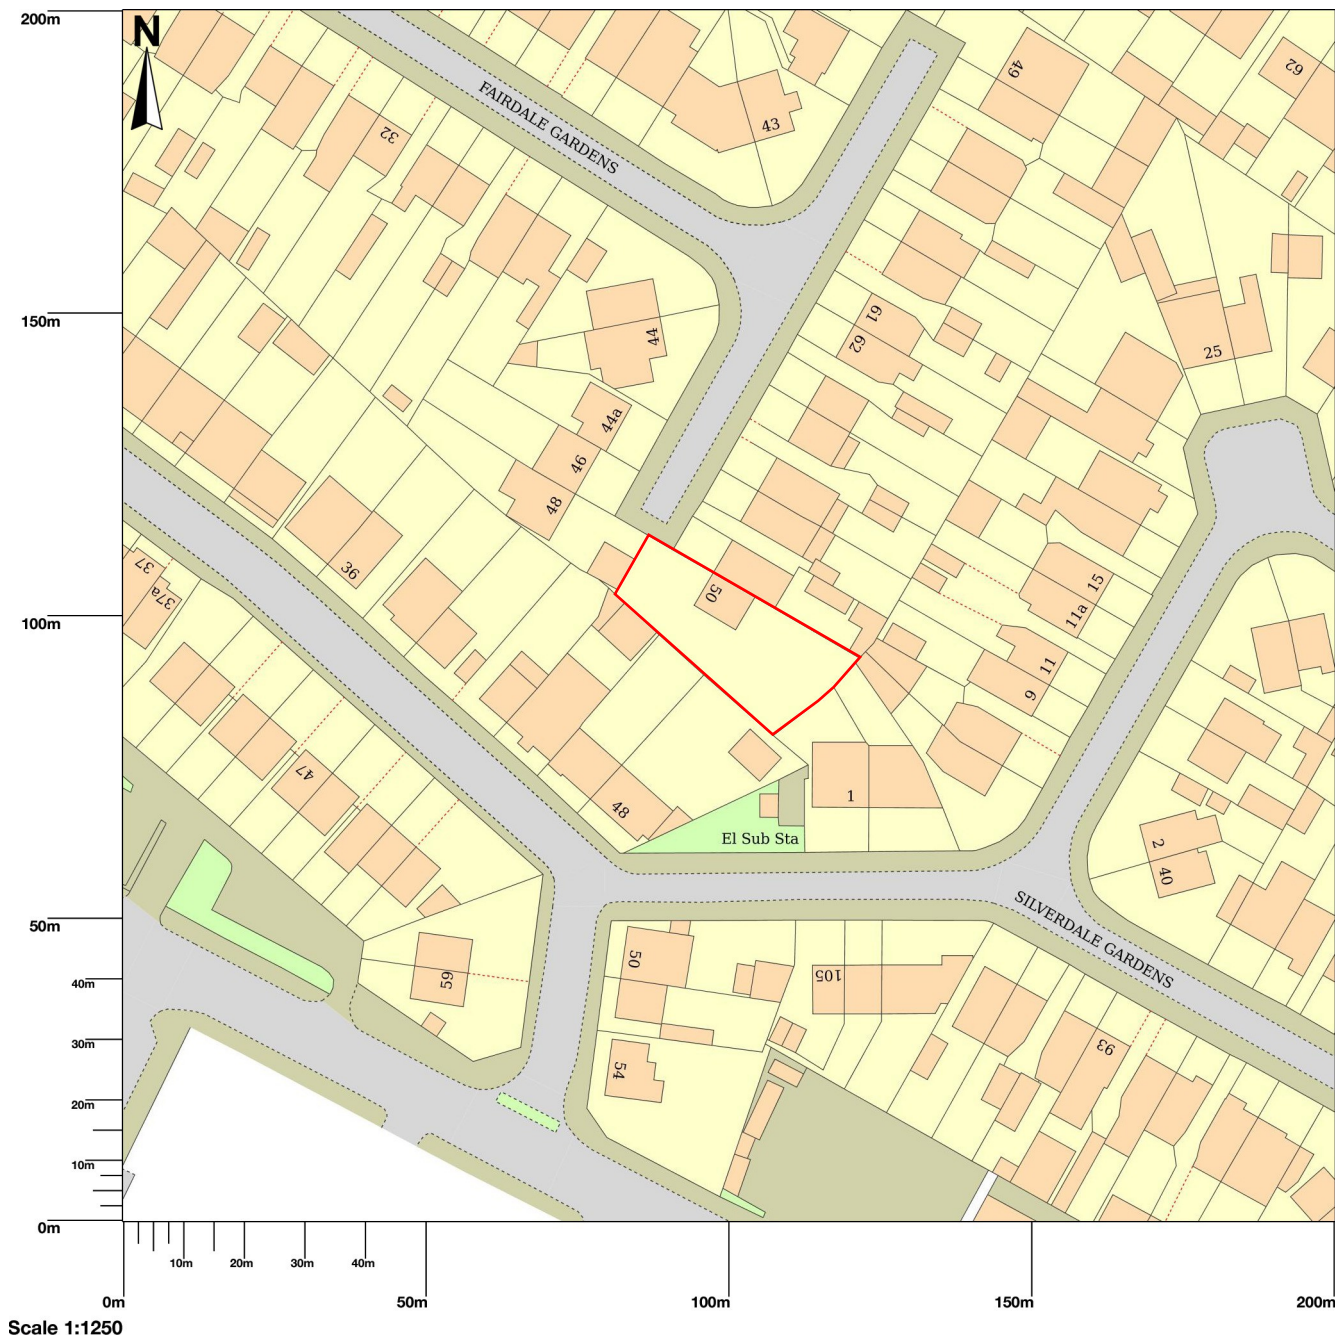 200m
N
FAIRDALE GARDENS
32
43
49
62
150m
44
61
62
25
44a
46
48
36
37
37a
50
15
11a
100m
11
9
47
48
1
El Sub Sta
2
40
SILVERDALE GARDENS
50m
50
105
59
40m
30m
93
54
20m
10m
0m
10m
20m
30m
40m
0m
50m
100m
150m
200m
Scale 1:1250